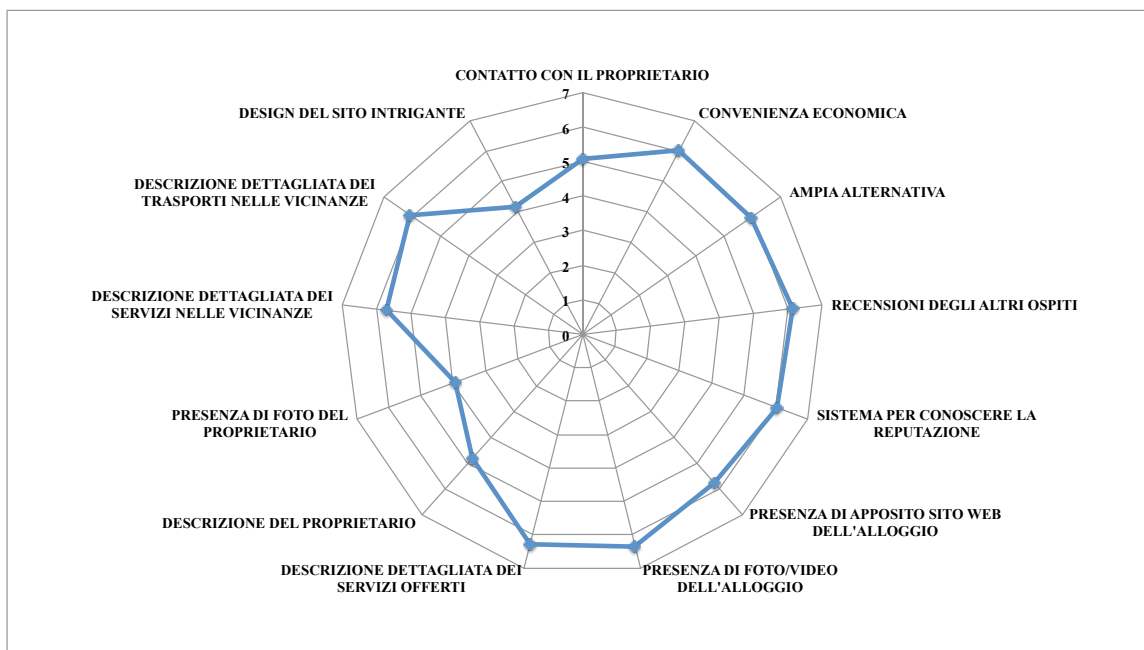 CONTATTO CON IL PROPRIETARIO
CONVENIENZA ECONOMICA
AMPIA ALTERNATIVA
RECENSIONI DEGLI ALTRI OSPITI
SISTEMA PER CONOSCERE LA
REPUTAZIONE
PRESENZA DI APPOSITO SITO WEB
DELL'ALLOGGIO
PRESENZA DI FOTO/VIDEO
DELL'ALLOGGIO
DESCRIZIONE DETTAGLIATA DEI
SERVIZI OFFERTI
DESCRIZIONE DEL PROPRIETARIO
PRESENZA DI FOTO DEL
PROPRIETARIO
DESCRIZIONE DETTAGLIATA DEI
SERVIZI NELLE VICINANZE
DESCRIZIONE DETTAGLIATA DEI
TRASPORTI NELLE VICINANZE
DESIGN DEL SITO INTRIGANTE
7
6
5
4
3
2
1
0